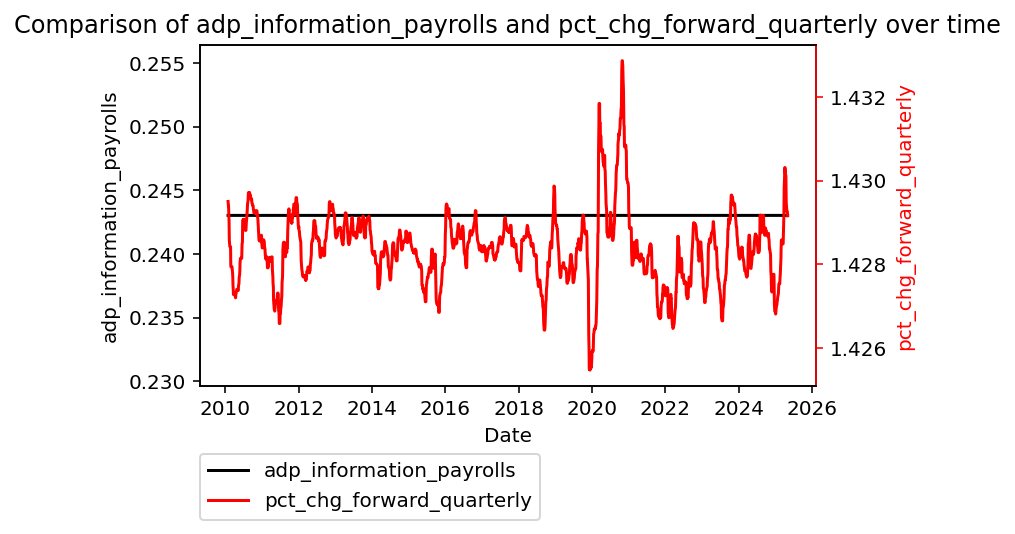 Comparison of adp_information_payrolls and pct_chg_forward_quarterly over time
0.255
0.250
0.245
0.240
0.235
0.230
adp_information_payrolls
1.432
1.430
1.428
1.426
pct_chg_forward_quarterly
2010 2012 2014 2016 2018 2020 2022 2024 2026
Date
adp_information_payrolls
pct_chg_forward_quarterly